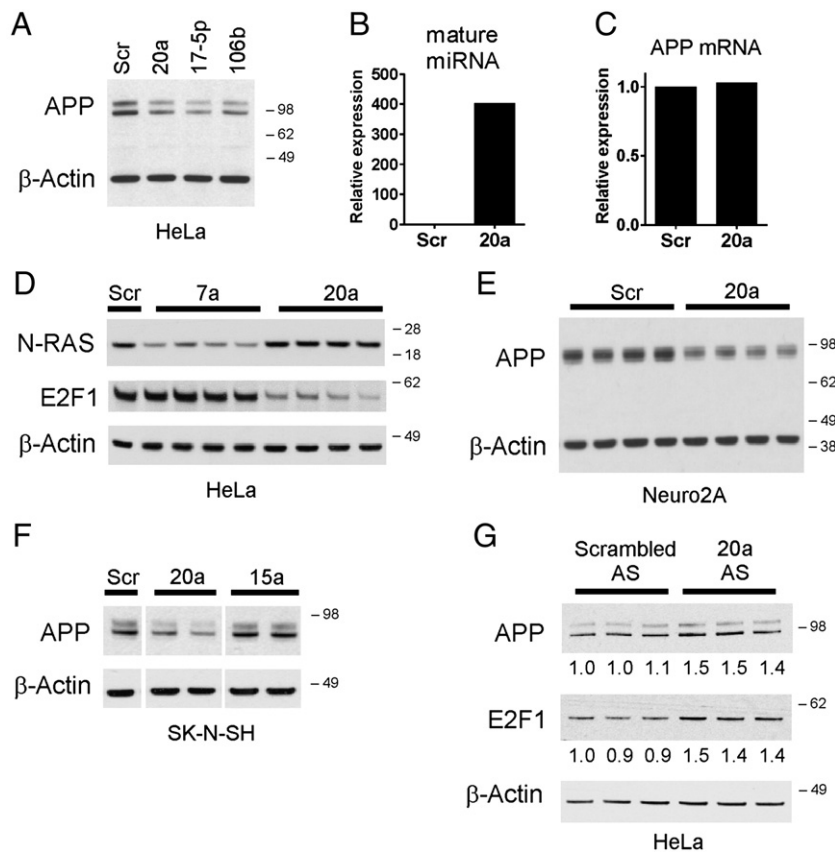 A
Scr
20a
17-5p
106b
APP
– 98
– 62
– 49
β-Actin
HeLa
B
mature
miRNA
Relative expression
500
400
300
200
100
0
Scr 20a
C
APP mRNA
Relative expression
1.0
0.5
0.0
Scr 20a
D
Scr 7a 20a
N-RAS
– 28
– 18
E2F1
– 62
β-Actin
– 49
HeLa
E
Scr 20a
APP
– 98
– 62
– 49
β-Actin
– 38
Neuro2A
F
Scr 20a 15a
APP
– 98
β-Actin
– 49
SK-N-SH
G
Scrambled
AS
20a
AS
APP
– 98
1.0 1.0 1.1 1.5 1.5 1.4
E2F1
– 62
1.0 0.9 0.9 1.5 1.4 1.4
β-Actin
– 49
HeLa